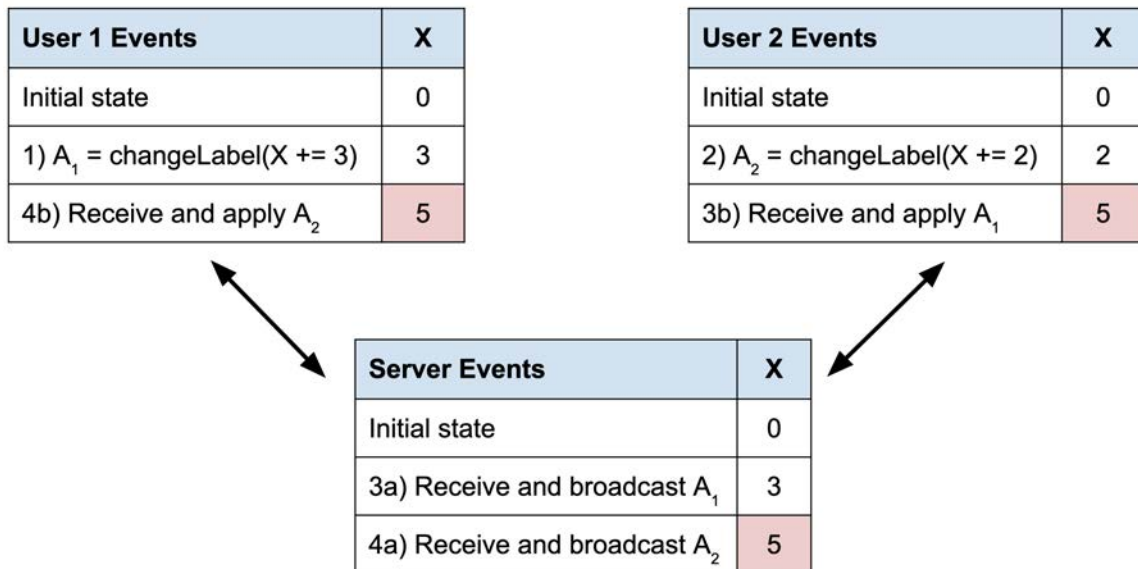 User 1 Events X
Initial state 0
1) A₁ = changeLabel(X += 3) 3
4b) Receive and apply A₂ 5
User 2 Events X
Initial state 0
2) A₂ = changeLabel(X += 2) 2
3b) Receive and apply A₁ 5
Server Events X
Initial state 0
3a) Receive and broadcast A₁ 3
4a) Receive and broadcast A₂ 5